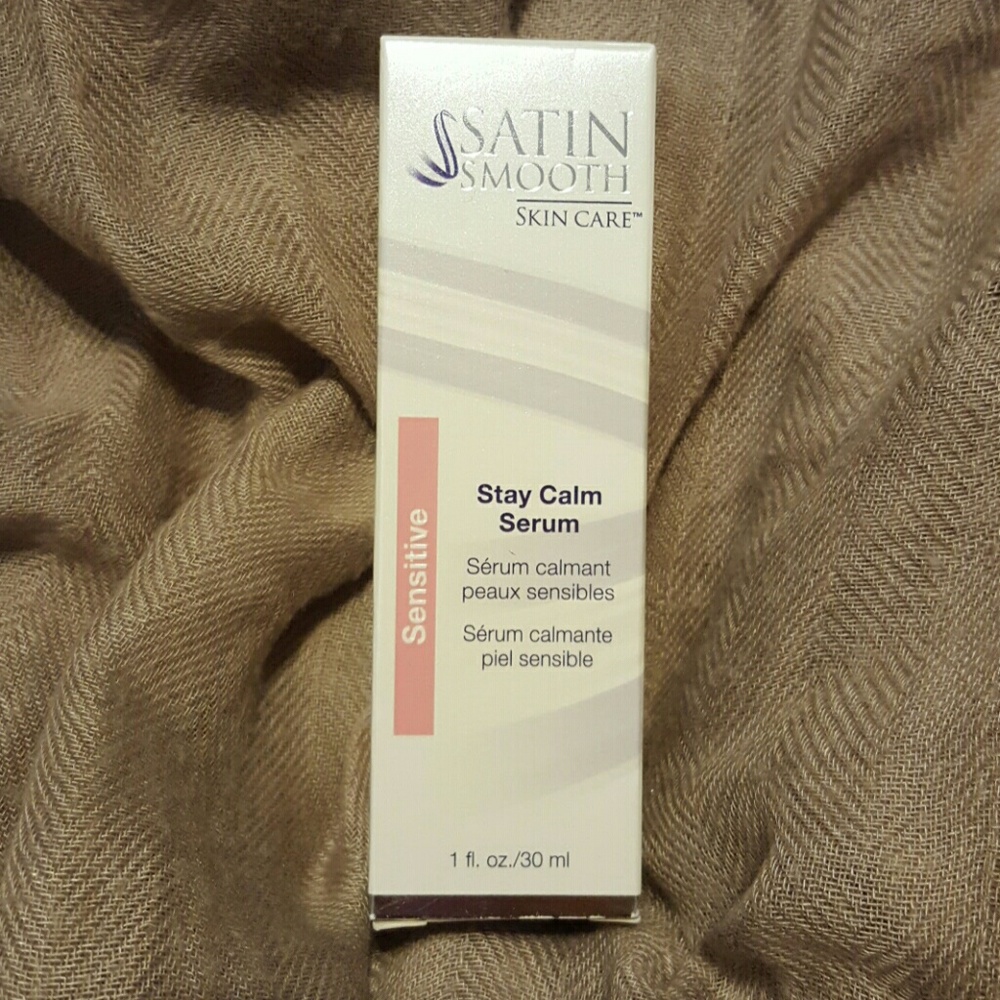 SATIN
SMOOTH
SKIN CARE™
Sensitive
Stay Calm
Serum
Sérum calmant
peaux sensibles
Sérum calmante
piel sensible
1 fl. oz./30 ml